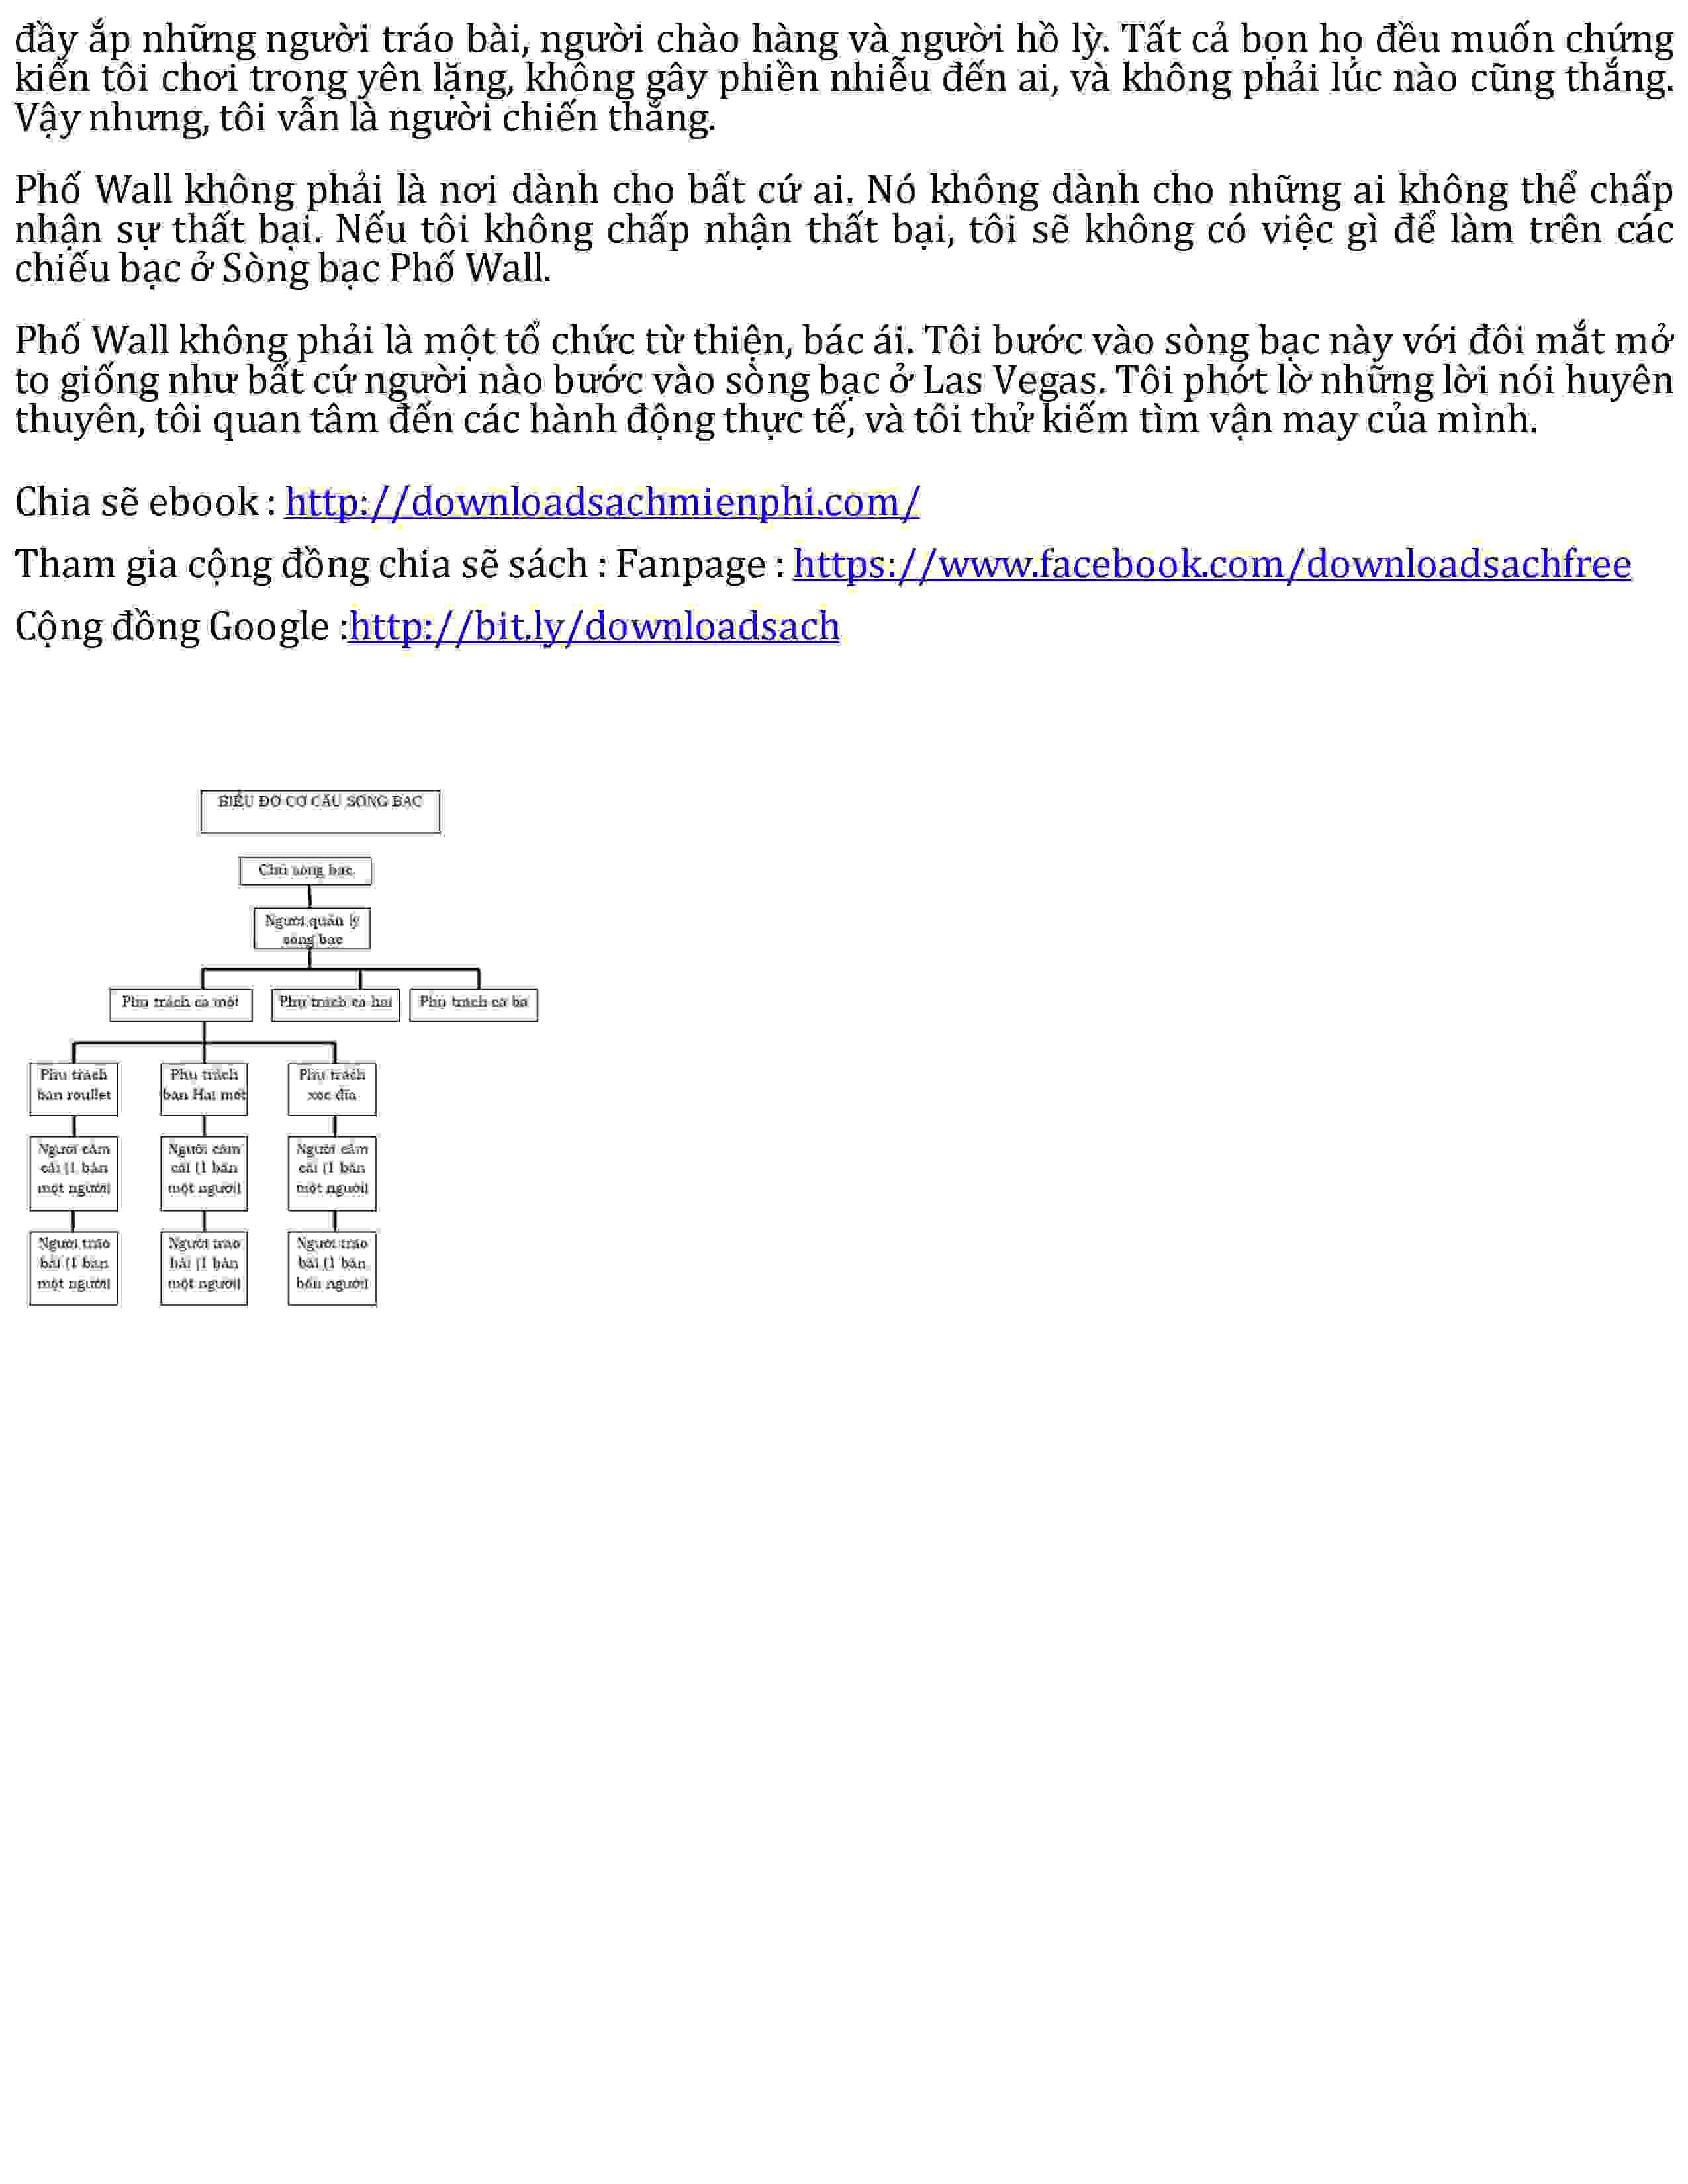 đầy ắp những người tráo bài, người chào hàng và người hồ lỳ. Tất cả bọn họ đều muốn chứng
kiến tôi chơi trong yên lặng, không gây phiền nhiễu đến ai, và không phải lúc nào cũng thắng.
Vậy nhưng, tôi vẫn là người chiến thắng.
Phố Wall không phải là nơi dành cho bất cứ ai. Nó không dành cho những ai không thể chấp
nhận sự thất bại. Nếu tôi không chấp nhận thất bại, tôi sẽ không có việc gì để làm trên các
chiếu bạc ở Sòng bạc Phố Wall.
Phố Wall không phải là một tổ chức từ thiện, bác ái. Tôi bước vào sòng bạc này với đôi mắt mở
to giống như bất cứ người nào bước vào sòng bạc ở Las Vegas. Tôi phớt lờ những lời nói huyên
thuyên, tôi quan tâm đến các hành động thực tế, và tôi thử kiếm tìm vận may của mình.
Chia sẽ ebook : http://downloadsachmienphi.com/
Tham gia cộng đồng chia sẽ sách : Fanpage : https://www.facebook.com/downloadsachfree
Cộng đồng Google :http://bit.ly/downloadsach
BIỂU ĐỒ CƠ CẤU SÒNG BẠC
Chủ sòng bạc
Người quản lý
sòng bạc
Phụ trách ca một
Phụ trách ca hai
Phụ trách ca ba
Phụ trách
bàn roullet
Phụ trách
bàn Hai mốt
Phụ trách
xóc đĩa
Người cầm
cái (1 bàn
một người)
Người cầm
cái (1 bàn
một người)
Người cầm
cái (1 bàn
một người)
Người tráo
bài (1 bàn
một người)
Người tráo
bài (1 bàn
một người)
Người tráo
bài (1 bàn
bốn người)